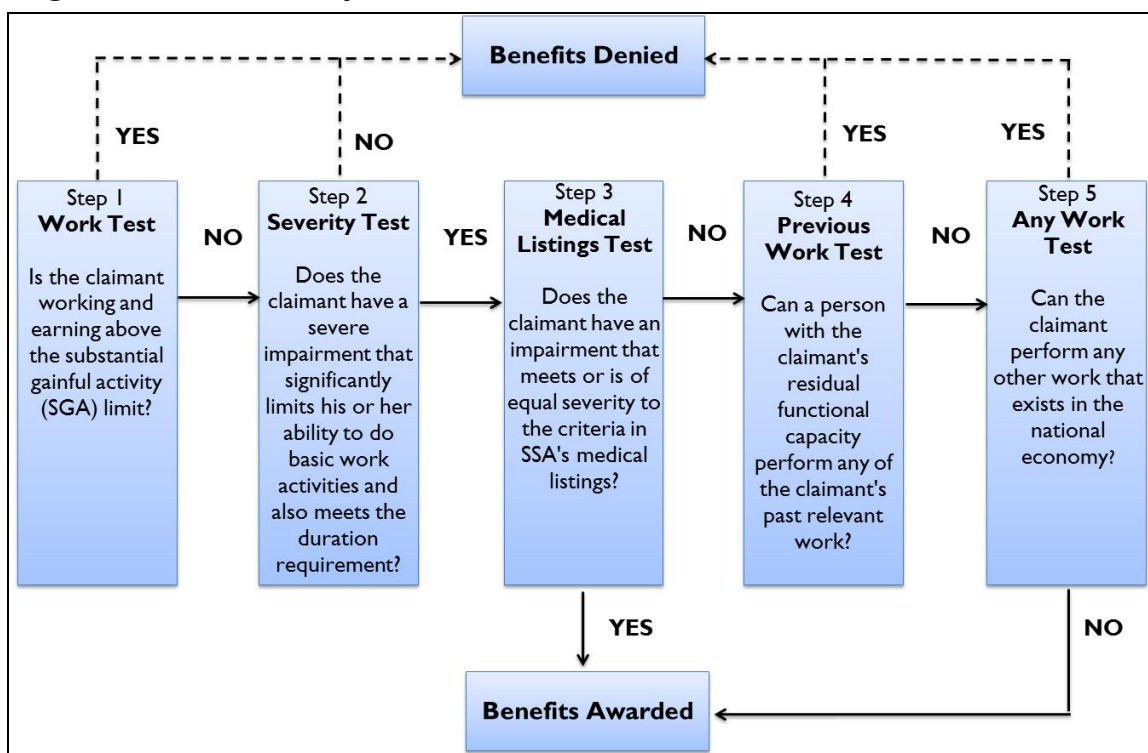 Benefits Denied
YES
NO
YES
YES
Step 1
Work Test
Is the claimant
working and
earning above
the substantial
gainful activity
(SGA) limit?
NO
Step 2
Severity Test
Does the
claimant have a
severe
impairment that
significantly
limits his or her
ability to do
basic work
activities and
also meets the
duration
requirement?
YES
Step 3
Medical
Listings Test
Does the
claimant have an
impairment that
meets or is of
equal severity to
the criteria in
SSA's medical
listings?
NO
Step 4
Previous
Work Test
Can a person
with the
claimant's
residual
functional
capacity
perform any of
the claimant's
past relevant
work?
NO
Step 5
Any Work
Test
Can the
claimant
perform any
other work that
exists in the
national
economy?
YES
NO
Benefits Awarded